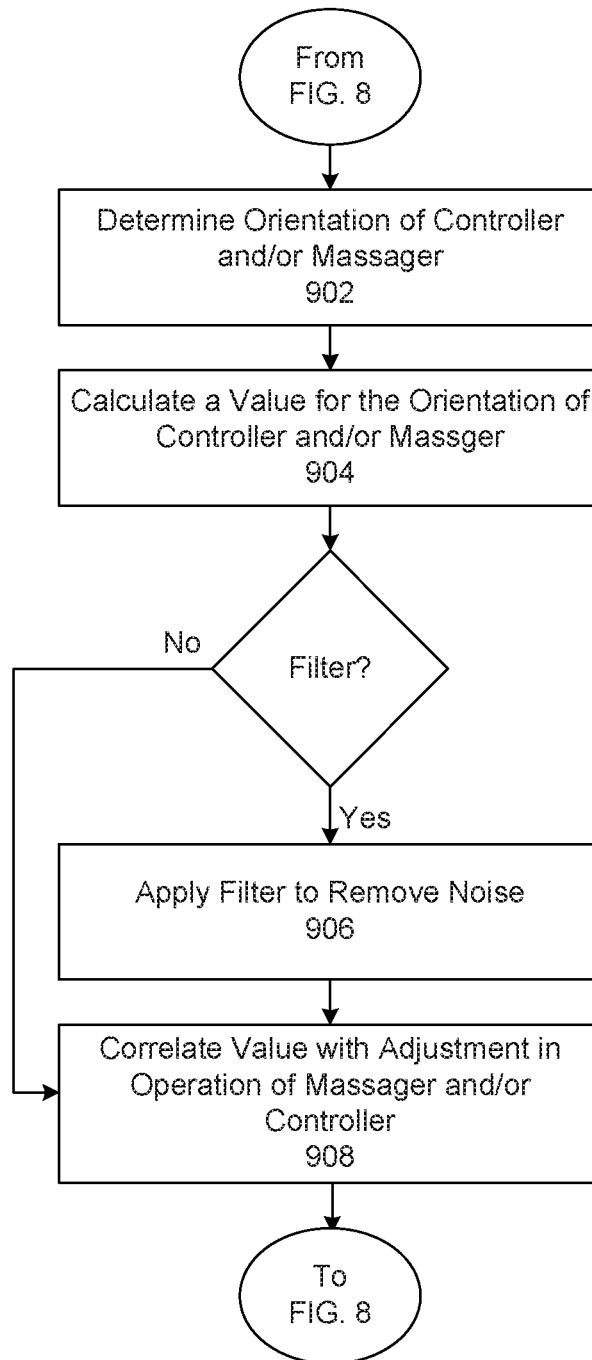 From
FIG. 8
Determine Orientation of Controller
and/or Massager
902
Calculate a Value for the Orientation of
Controller and/or Massger
904
Filter?
No
Yes
Apply Filter to Remove Noise
906
Correlate Value with Adjustment in
Operation of Massager and/or
Controller
908
To
FIG. 8